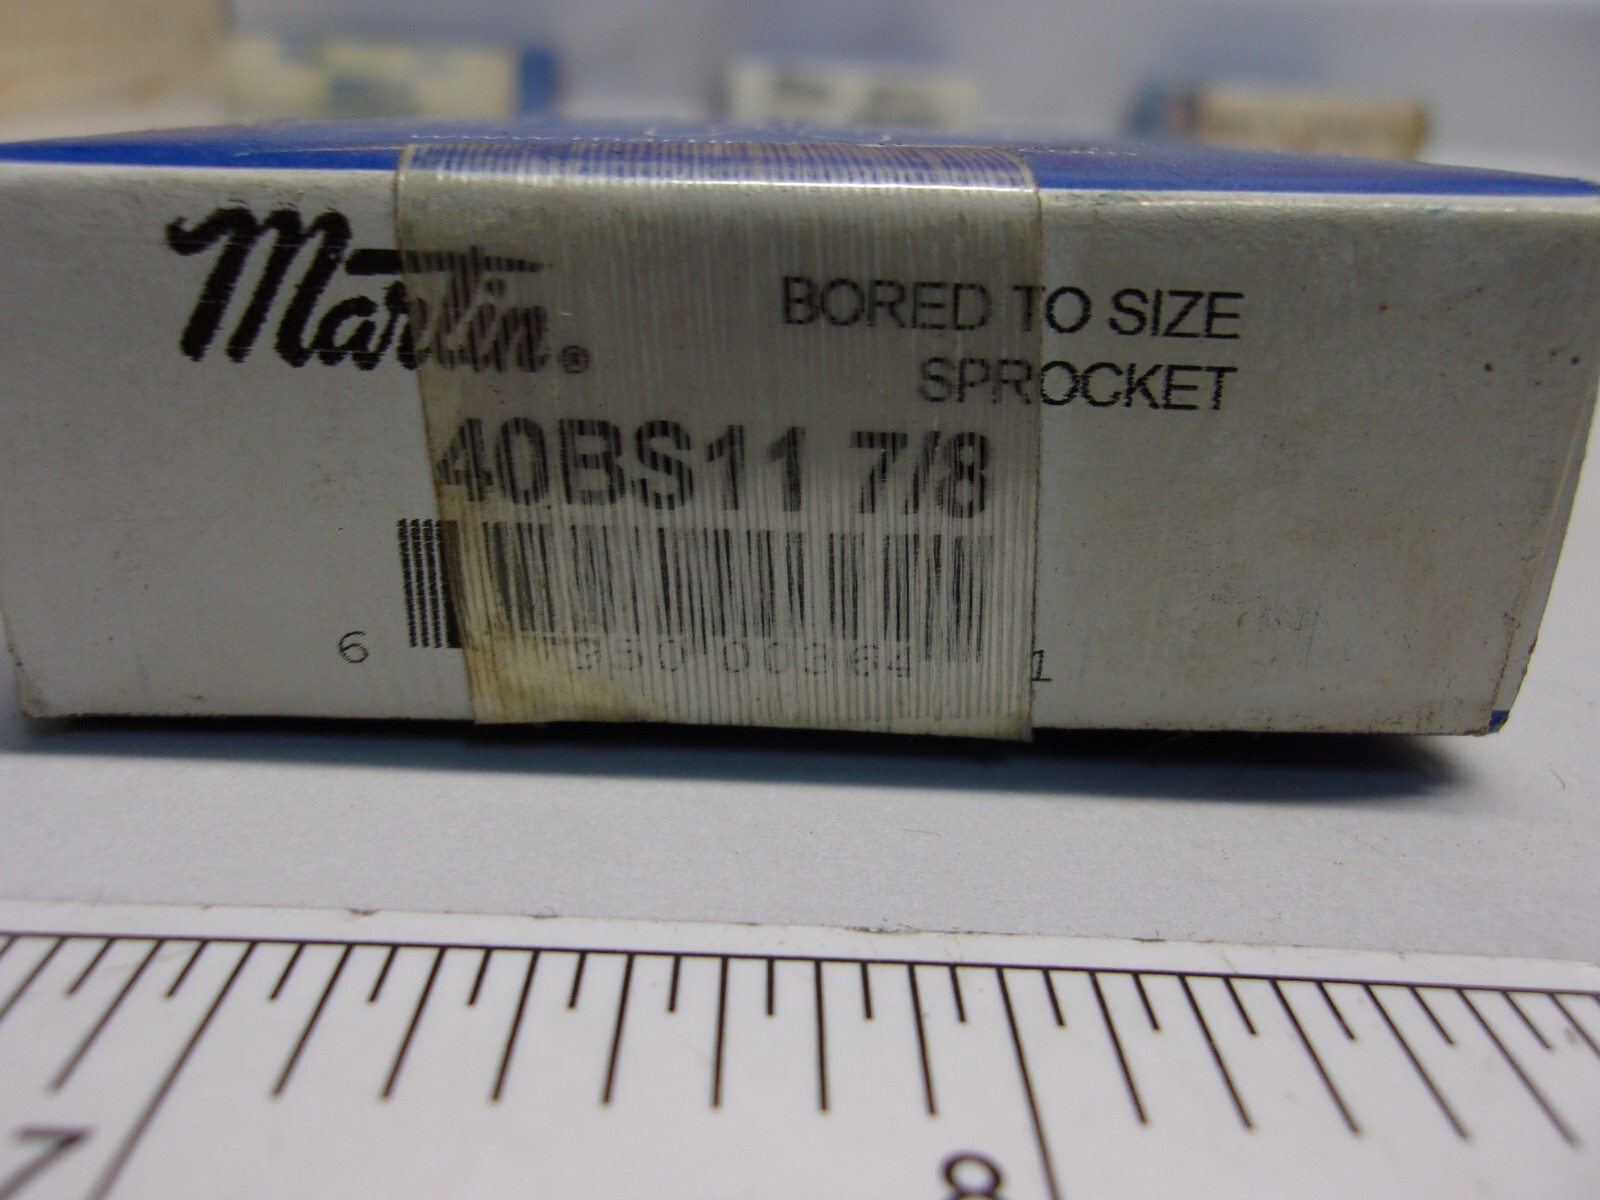 Martin®
BORED TO SIZE
SPROCKET
40BS11 7/8
6 1
7 8